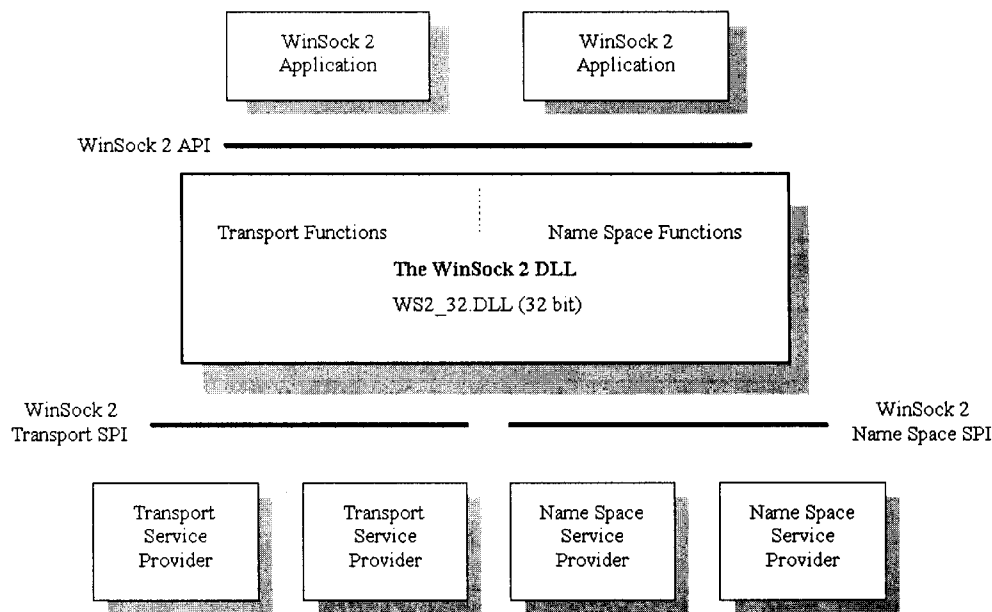 WinSock 2
Application
WinSock 2
Application
WinSock 2 API
Transport Functions
Name Space Functions
The WinSock 2 DLL
WS2_32.DLL (32 bit)
WinSock 2
Transport SPI
WinSock 2
Name Space SPI
Transport
Service
Provider
Transport
Service
Provider
Name Space
Service
Provider
Name Space
Service
Provider